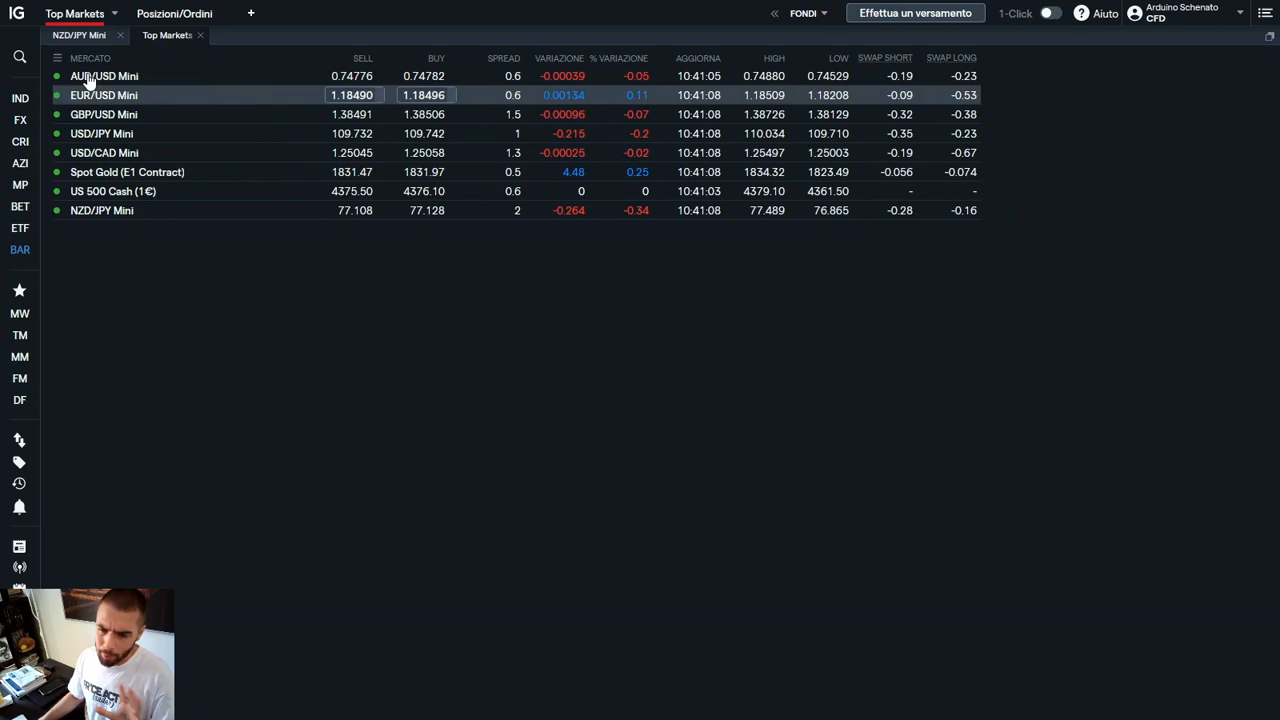 IG Top Markets Posizioni/Ordini + FONDI Effettua un versamento 1-Click Aiuto Arduino Schenato
CFD
NZD/JPY Mini Top Markets
MERCATO SELL BUY SPREAD VARIAZIONE % VARIAZIONE AGGIORNA HIGH LOW SWAP SHORT SWAP LONG
AUD/USD Mini 0.74776 0.74782 0.6 -0.00039 -0.05 10:41:05 0.74880 0.74529 -0.19 -0.23
EUR/USD Mini 1.18490 1.18496 0.6 0.00134 0.11 10:41:08 1.18509 1.18208 -0.09 -0.53
GBP/USD Mini 1.38491 1.38506 1.5 -0.00096 -0.07 10:41:08 1.38726 1.38129 -0.32 -0.38
USD/JPY Mini 109.732 109.742 1 -0.215 -0.2 10:41:08 110.034 109.710 -0.35 -0.23
USD/CAD Mini 1.25045 1.25058 1.3 -0.00025 -0.02 10:41:08 1.25497 1.25003 -0.19 -0.67
Spot Gold (E1 Contract) 1831.47 1831.97 0.5 4.48 0.25 10:41:08 1834.32 1823.49 -0.056 -0.074
US 500 Cash (1€) 4375.50 4376.10 0.6 0 0 10:41:03 4379.10 4361.50 - -
NZD/JPY Mini 77.108 77.128 2 -0.264 -0.34 10:41:08 77.489 76.865 -0.28 -0.16
IND
FX
CRI
AZI
MP
BET
ETF
BAR
MW
TM
MM
FM
DF